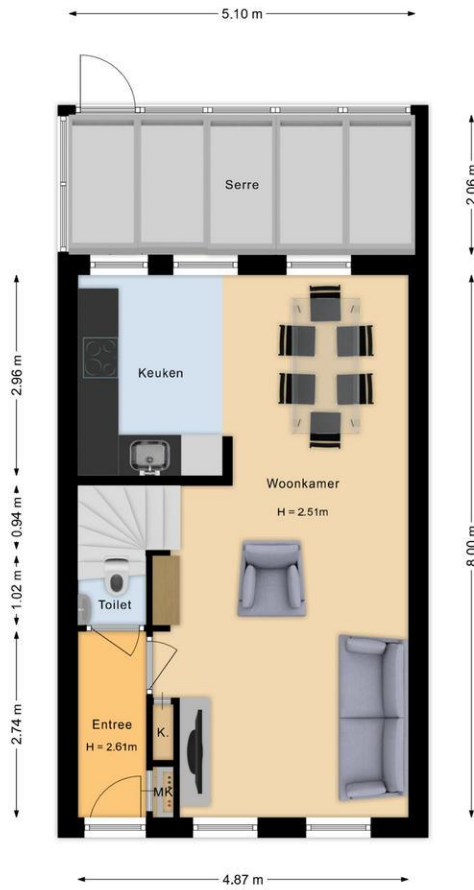 5.10 m
Serre
2.06 m
2.96 m
Keuken
Woonkamer
H = 2.51m
0.94 m
8.00 m
1.02 m
Toilet
2.74 m
Entree
H = 2.61m
K.
MK
4.87 m